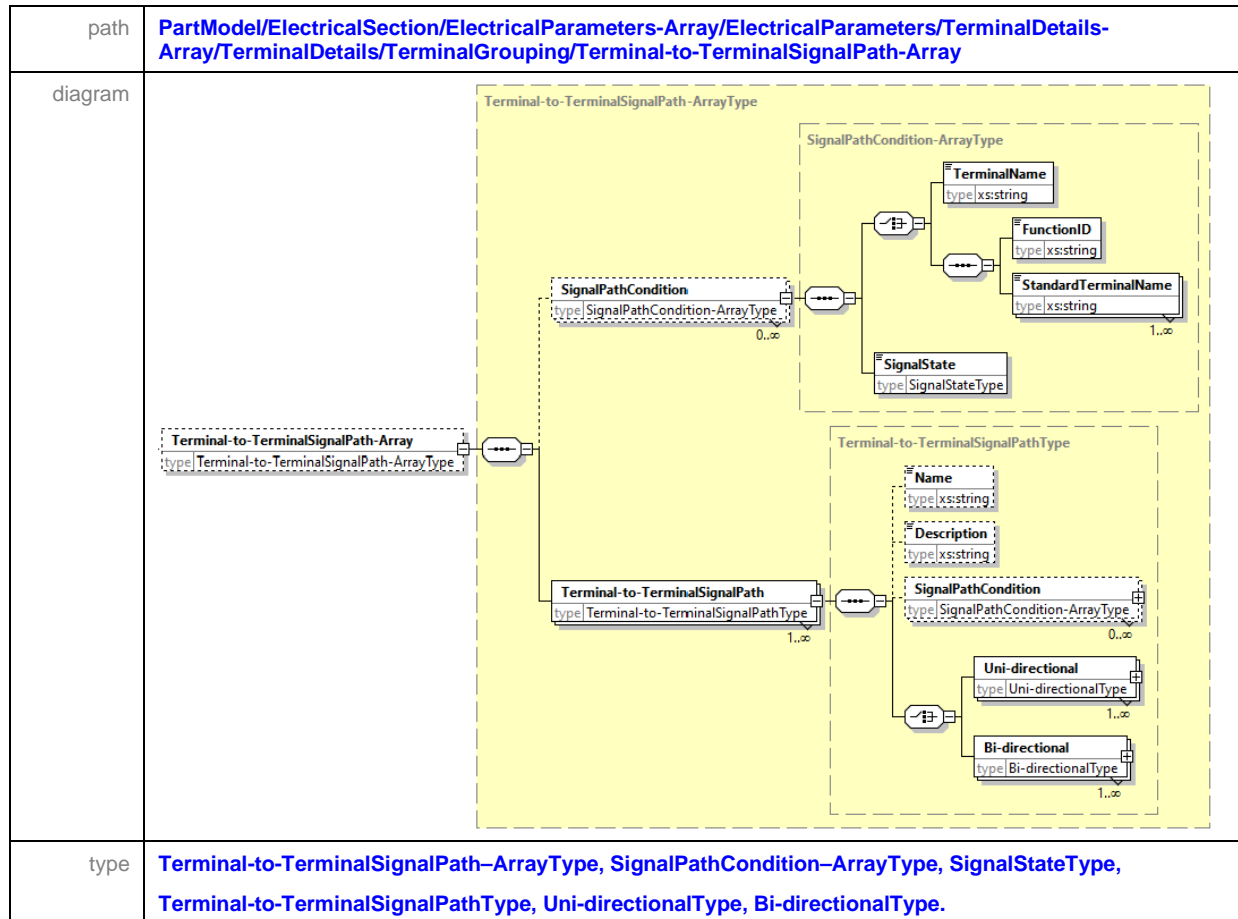 path
PartModel/ElectricalSection/ElectricalParameters-Array/ElectricalParameters/TerminalDetails-
Array/TerminalDetails/TerminalGrouping/Terminal-to-TerminalSignalPath-Array
diagram
Terminal-to-TerminalSignalPath-ArrayType
SignalPathCondition-ArrayType
TerminalName
type xs:string
FunctionID
type xs:string
StandardTerminalName
type xs:string
1..∞
SignalPathCondition
type SignalPathCondition-ArrayType
0..∞
SignalState
type SignalStateType
Terminal-to-TerminalSignalPath-Array
type Terminal-to-TerminalSignalPath-ArrayType
Terminal-to-TerminalSignalPathType
Name
type xs:string
Description
type xs:string
Terminal-to-TerminalSignalPath
type Terminal-to-TerminalSignalPathType
1..∞
SignalPathCondition
type SignalPathCondition-ArrayType
0..∞
Uni-directional
type Uni-directionalType
1..∞
Bi-directional
type Bi-directionalType
1..∞
type
Terminal-to-TerminalSignalPath–ArrayType, SignalPathCondition–ArrayType, SignalStateType,
Terminal-to-TerminalSignalPathType, Uni-directionalType, Bi-directionalType.